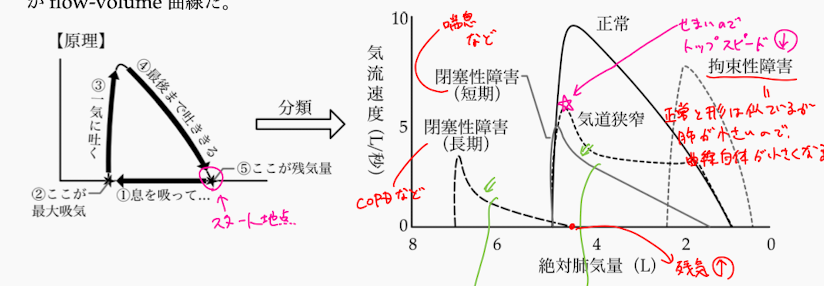 が flow-volume 曲線だ。
【原理】
③一気に吐く
④最後まで吐ききる
⑤ここが残気量
②ここが
最大吸気
①息を吸って…
スタート地点
分類
気流速度（L/秒）
10
5
0
喘息
など
閉塞性障害
（短期）
閉塞性障害
（長期）
COPDなど
正常
せまいので
トップスピード↓
気道狭窄
拘束性障害
正常と形は似ているが
肺が小さいので、
曲線自体が小さくなる
8
6
4
2
0
絶対肺気量（L）
残気↑